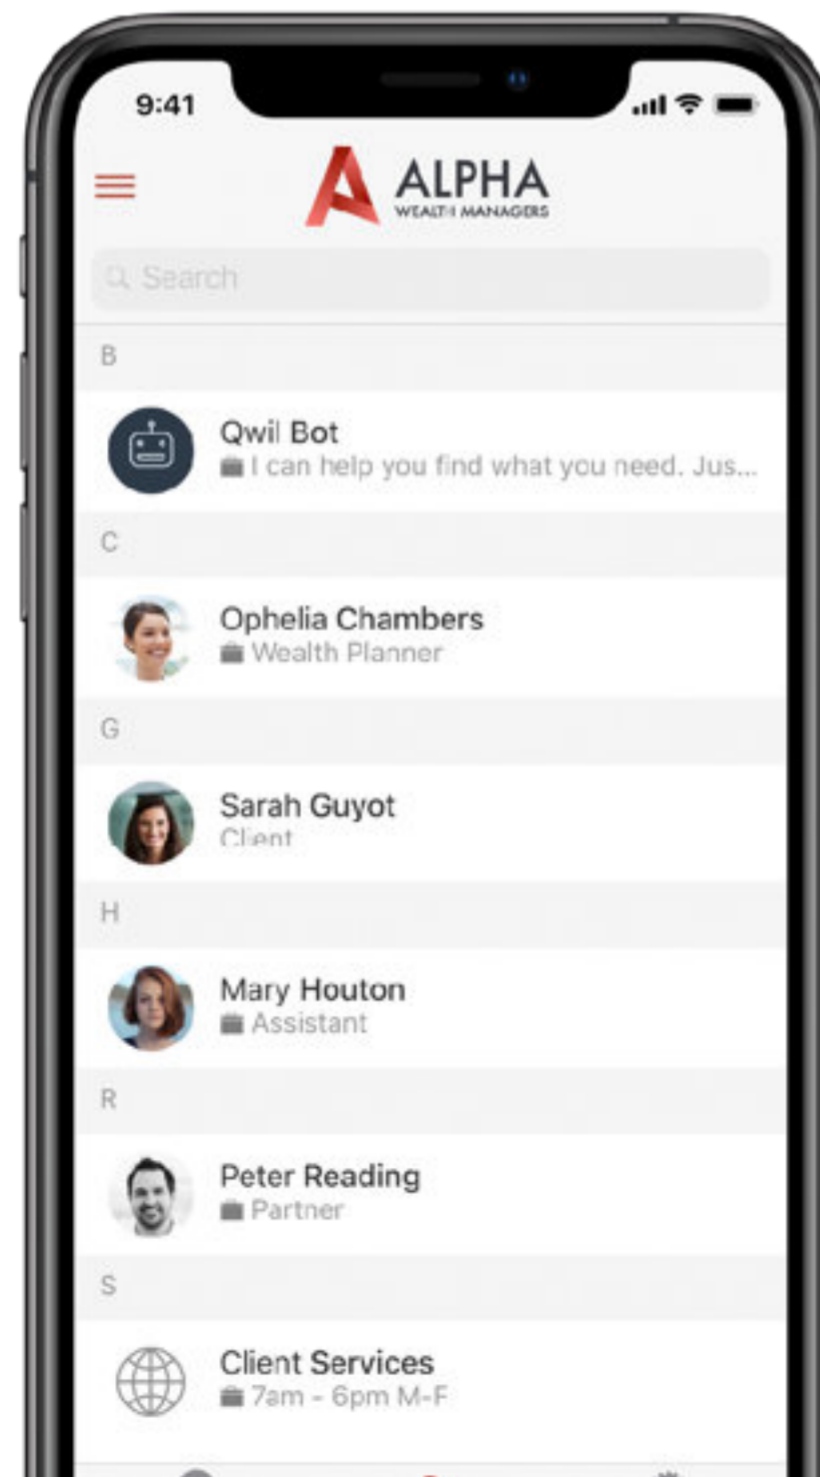 9:41
ALPHA
WEALTH MANAGERS
Search
B
Qwil Bot
I can help you find what you need. Jus...
C
Ophelia Chambers
Wealth Planner
G
Sarah Guyot
Client
H
Mary Houton
Assistant
R
Peter Reading
Partner
S
Client Services
7am - 6pm M-F